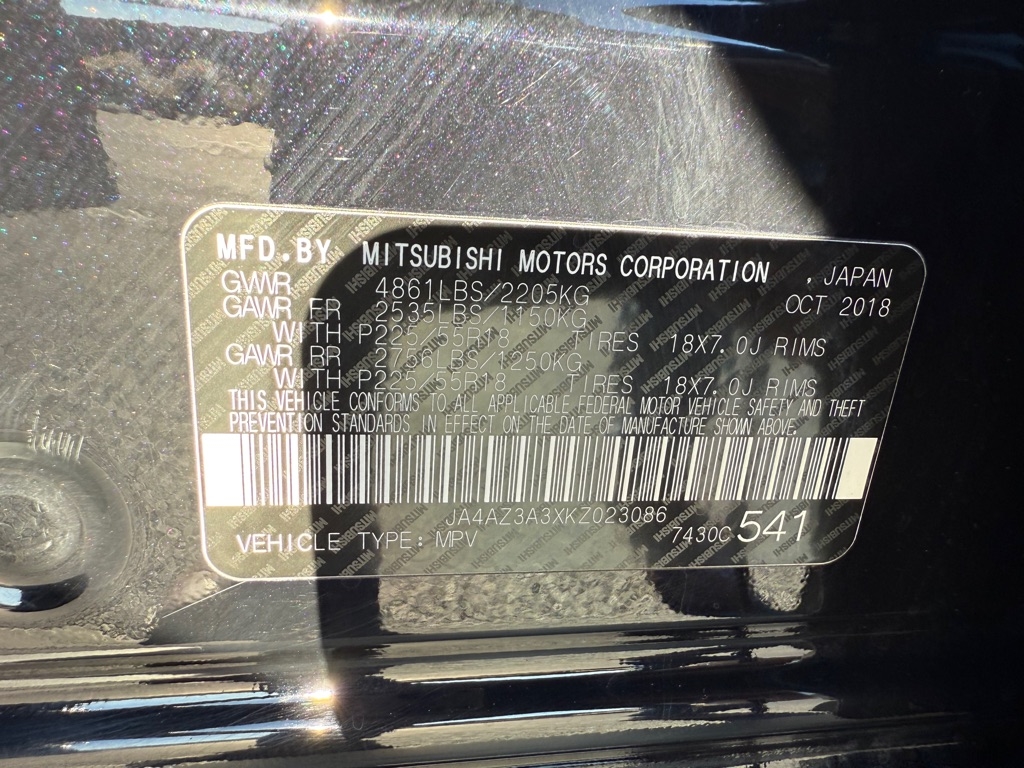 MFD.BY MITSUBISHI MOTORS CORPORATION , JAPAN
GVWR 4861LBS/2205KG OCT 2018
GAWR FR 2535LBS/1150KG
WITH P225/55R18 TIRES 18X7.0J RIMS
GAWR RR 2756LBS/1250KG
WITH P225/55R18 TIRES 18X7.0J RIMS
THIS VEHICLE CONFORMS TO ALL APPLICABLE FEDERAL MOTOR VEHICLE SAFETY AND THEFT
PREVENTION STANDARDS IN EFFECT ON THE DATE OF MANUFACTURE SHOWN ABOVE.
JA4AZ3A3XKZ023086
VEHICLE TYPE: MPV 7430C 541